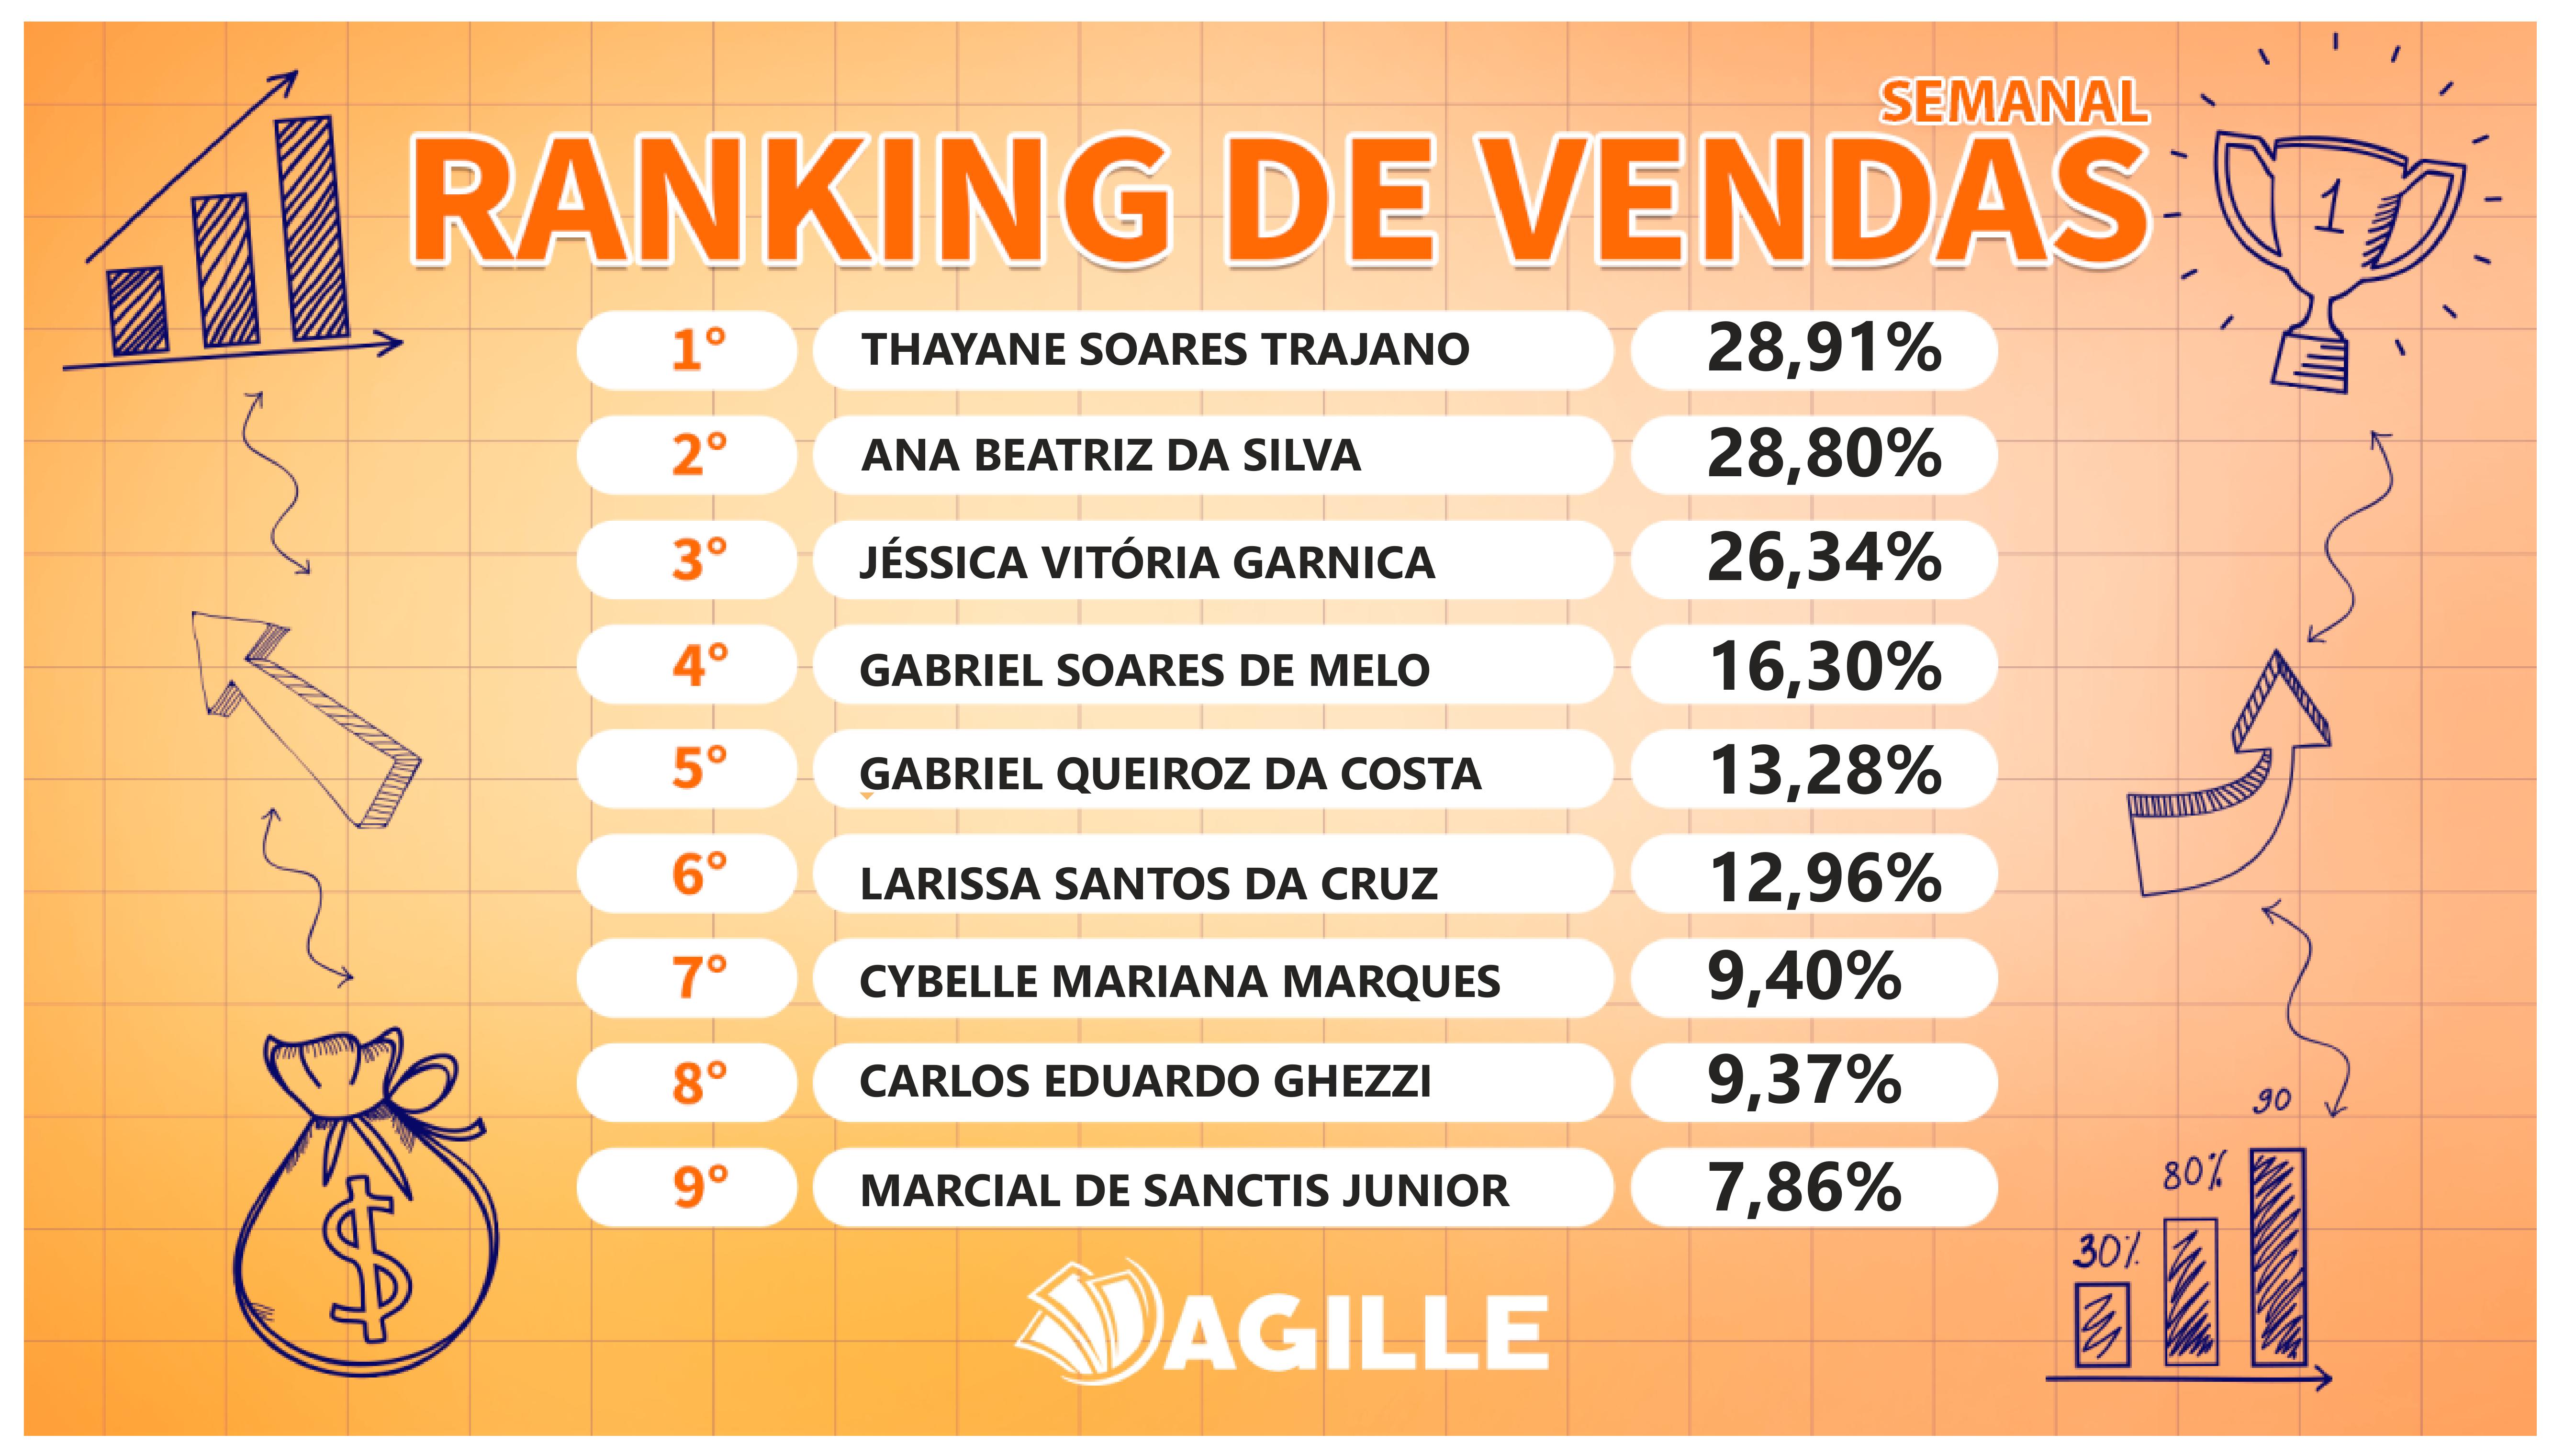 SEMANAL
RANKING DE VENDAS
1° THAYANE SOARES TRAJANO 28,91%
2° ANA BEATRIZ DA SILVA 28,80%
3° JÉSSICA VITÓRIA GARNICA 26,34%
4° GABRIEL SOARES DE MELO 16,30%
5° GABRIEL QUEIROZ DA COSTA 13,28%
6° LARISSA SANTOS DA CRUZ 12,96%
7° CYBELLE MARIANA MARQUES 9,40%
8° CARLOS EDUARDO GHEZZI 9,37%
9° MARCIAL DE SANCTIS JUNIOR 7,86%
AGILLE
1
$
30%
80%
90